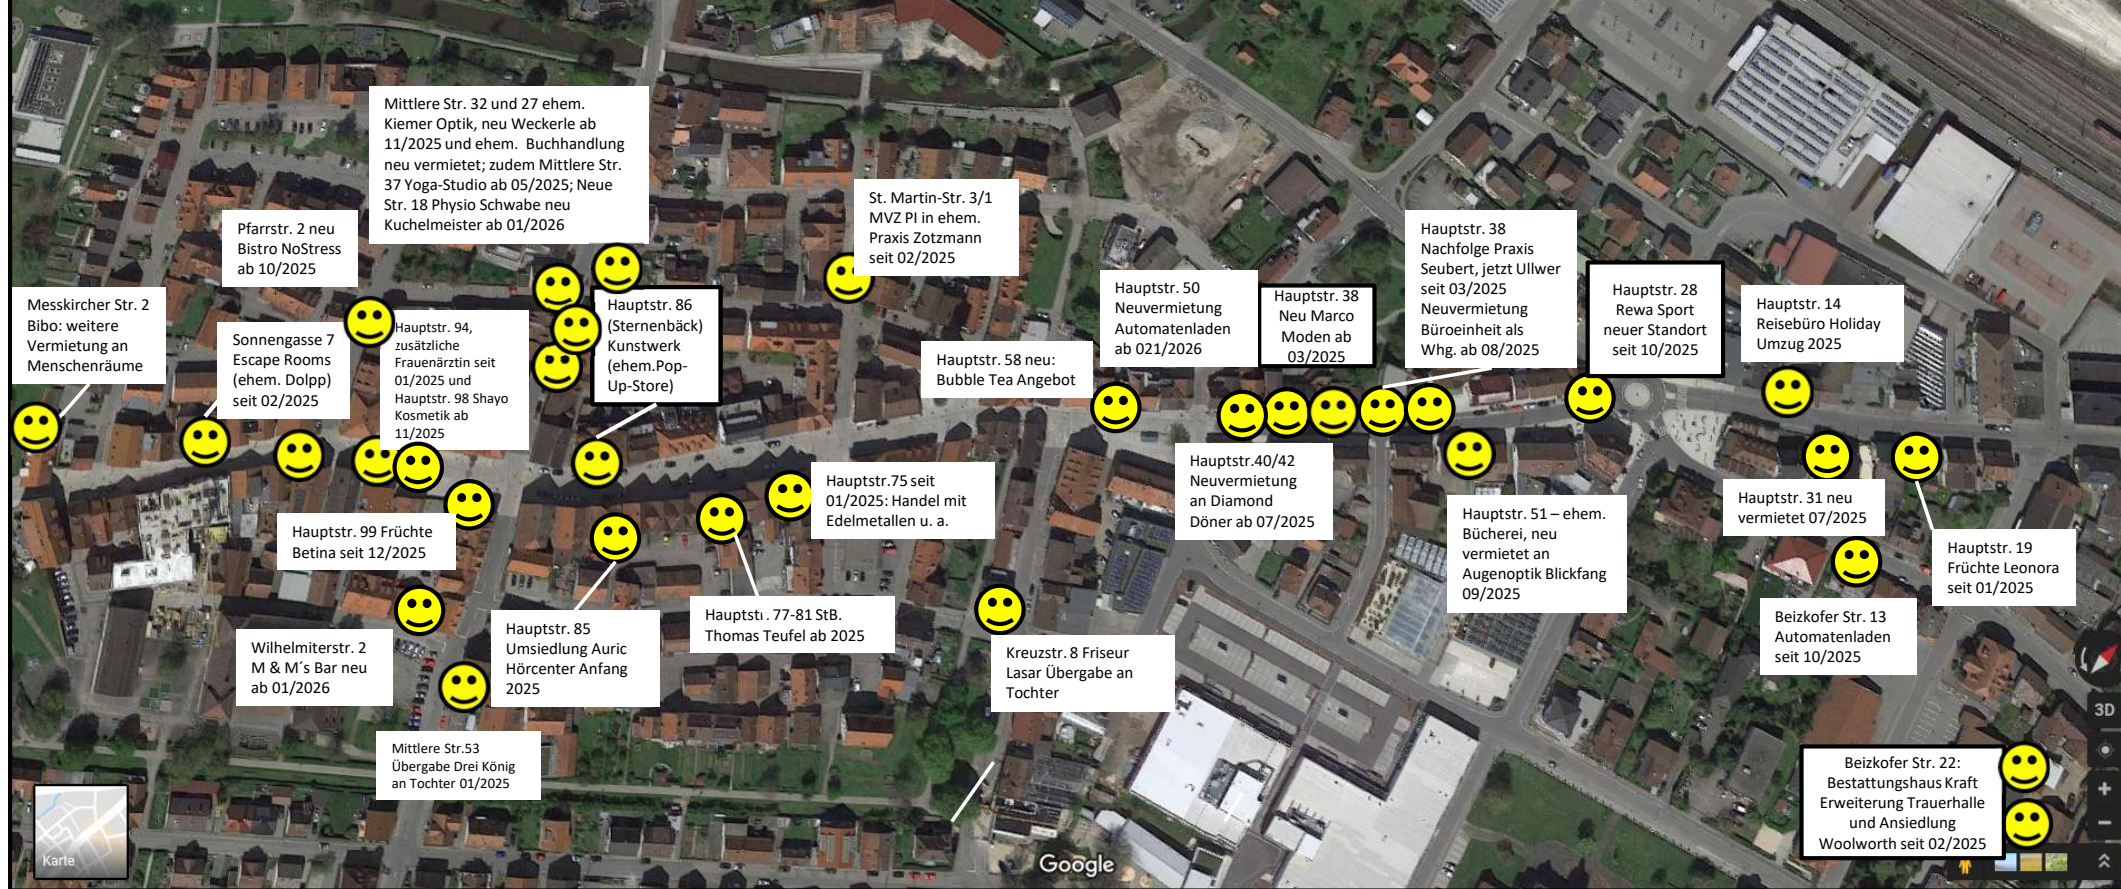 Mittlere Str. 32 und 27 ehem.
Kiemer Optik, neu Weckerle ab
11/2025 und ehem. Buchhandlung
neu vermietet; zudem Mittlere Str.
37 Yoga-Studio ab 05/2025; Neue
Str. 18 Physio Schwabe neu
Kuchelmeister ab 01/2026
St. Martin-Str. 3/1
MVZ PI in ehem.
Praxis Zotzmann
seit 02/2025
Pfarrstr. 2 neu
Bistro NoStress
ab 10/2025
Hauptstr. 38
Nachfolge Praxis
Seubert, jetzt Ullwer
seit 03/2025
Neuvermietung
Büroeinheit als
Whg. ab 08/2025
Messkircher Str. 2
Bibo: weitere
Vermietung an
Menschenräume
Sonnengasse 7
Escape Rooms
(ehem. Dolpp)
seit 02/2025
Hauptstr. 94,
zusätzliche
Frauenärztin seit
01/2025 und
Hauptstr. 98 Shayo
Kosmetik ab
11/2025
Hauptstr. 86
(Sternenbäck)
Kunstwerk
(ehem.Pop-
Up-Store)
Hauptstr. 58 neu:
Bubble Tea Angebot
Hauptstr. 50
Neuvermietung
Automatenladen
ab 021/2026
Hauptstr. 38
Neu Marco
Moden ab
03/2025
Hauptstr. 28
Rewa Sport
neuer Standort
seit 10/2025
Hauptstr. 14
Reisebüro Holiday
Umzug 2025
Hauptstr. 99 Früchte
Betina seit 12/2025
Hauptstr.75 seit
01/2025: Handel mit
Edelmetallen u. a.
Hauptstr.40/42
Neuvermietung
an Diamond
Döner ab 07/2025
Hauptstr. 51 – ehem.
Bücherei, neu
vermietet an
Augenoptik Blickfang
09/2025
Hauptstr. 31 neu
vermietet 07/2025
Hauptstr. 19
Früchte Leonora
seit 01/2025
Wilhelmiterstr. 2
M & M´s Bar neu
ab 01/2026
Hauptstr. 85
Umsiedlung Auric
Hörcenter Anfang
2025
Hauptstr. 77-81 StB.
Thomas Teufel ab 2025
Kreuzstr. 8 Friseur
Lasar Übergabe an
Tochter
Beizkofer Str. 13
Automatenladen
seit 10/2025
Mittlere Str.53
Übergabe Drei König
an Tochter 01/2025
Beizkofer Str. 22:
Bestattungshaus Kraft
Erweiterung Trauerhalle
und Ansiedlung
Woolworth seit 02/2025
3D
Karte
Google